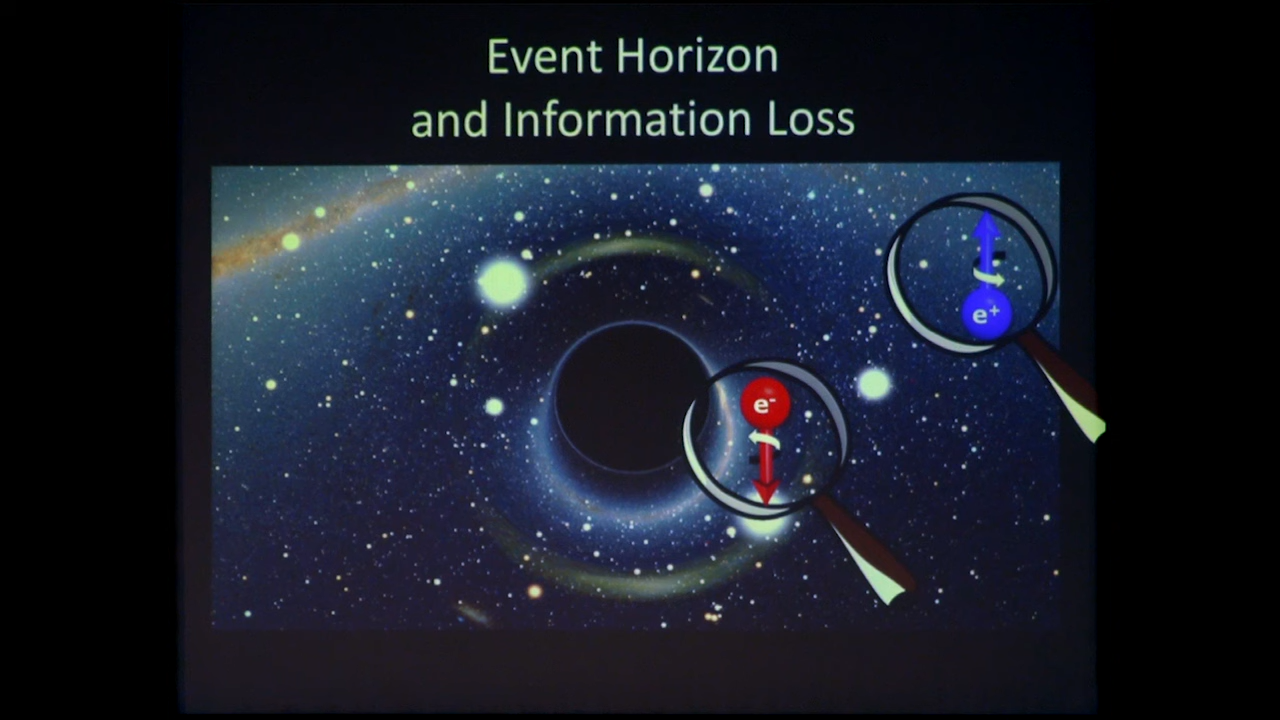 Event Horizon
and Information Loss
e⁺
e⁻